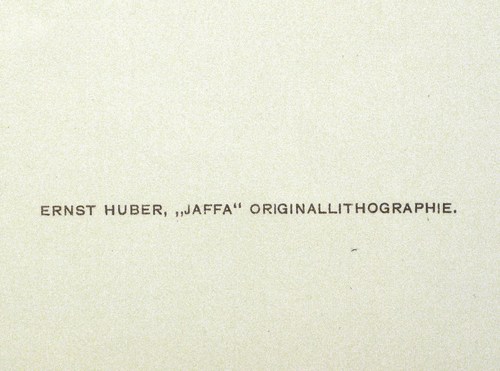 ERNST HUBER, „JAFFA“ ORIGINALLITHOGRAPHIE.